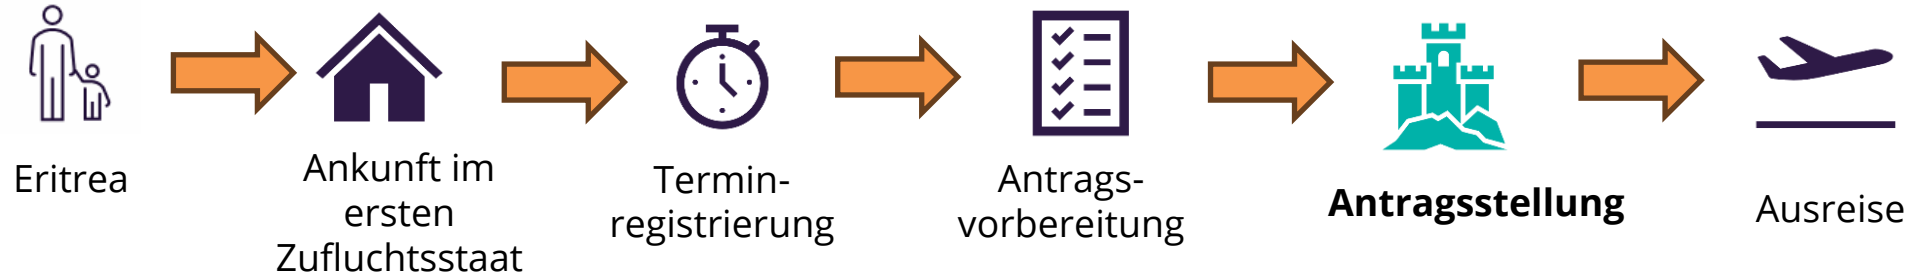 Eritrea
Ankunft im
ersten
Zufluchtsstaat
Termin-
registrierung
Antrags-
vorbereitung
Antragsstellung
Ausreise